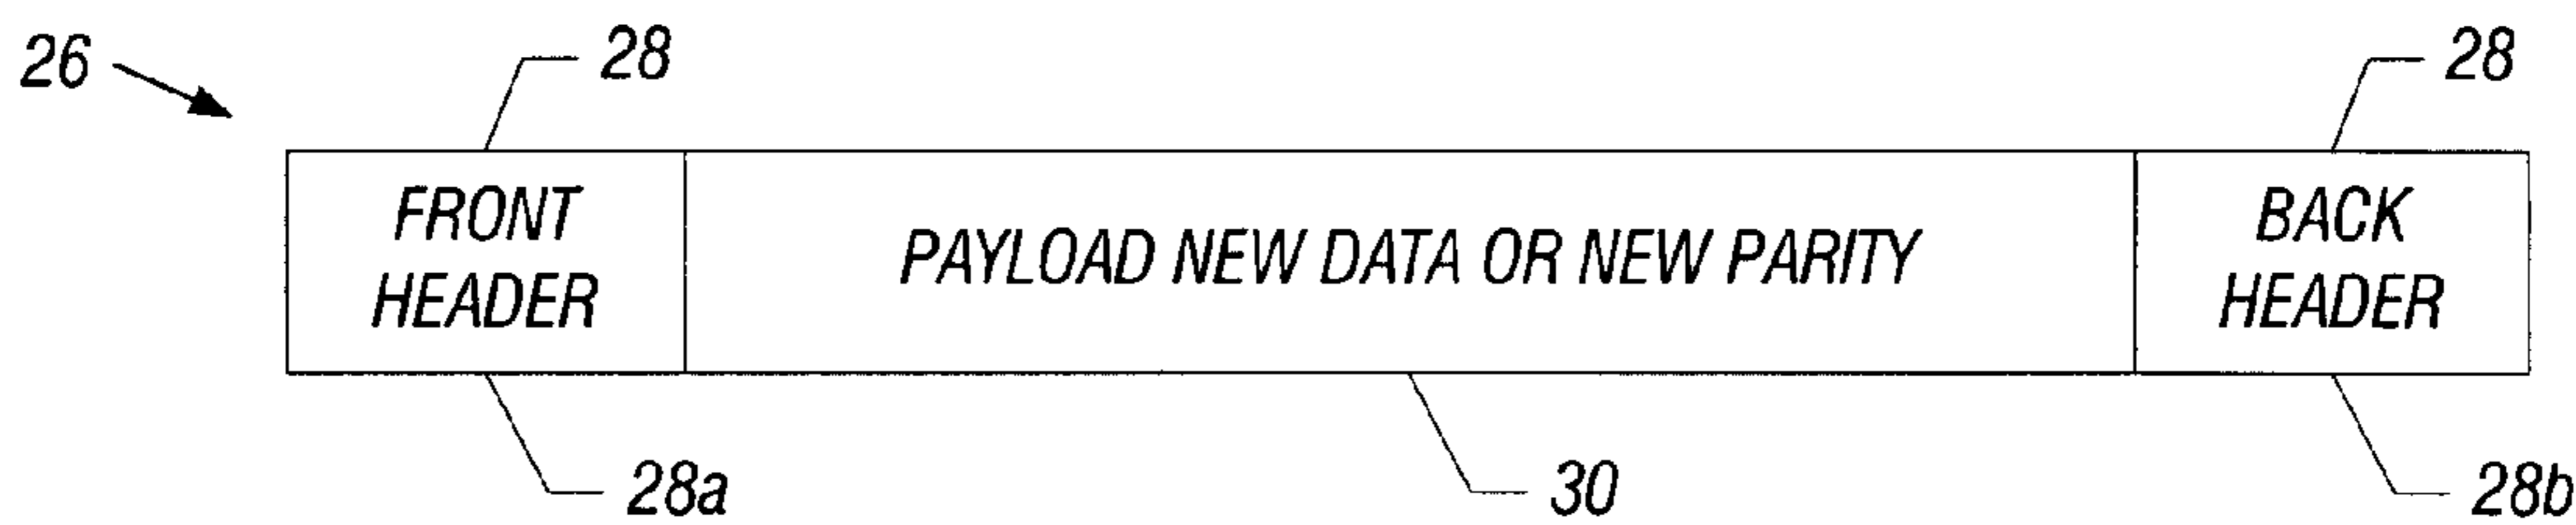 26
28
28
FRONT
HEADER
PAYLOAD NEW DATA OR NEW PARITY
BACK
HEADER
28a
30
28b